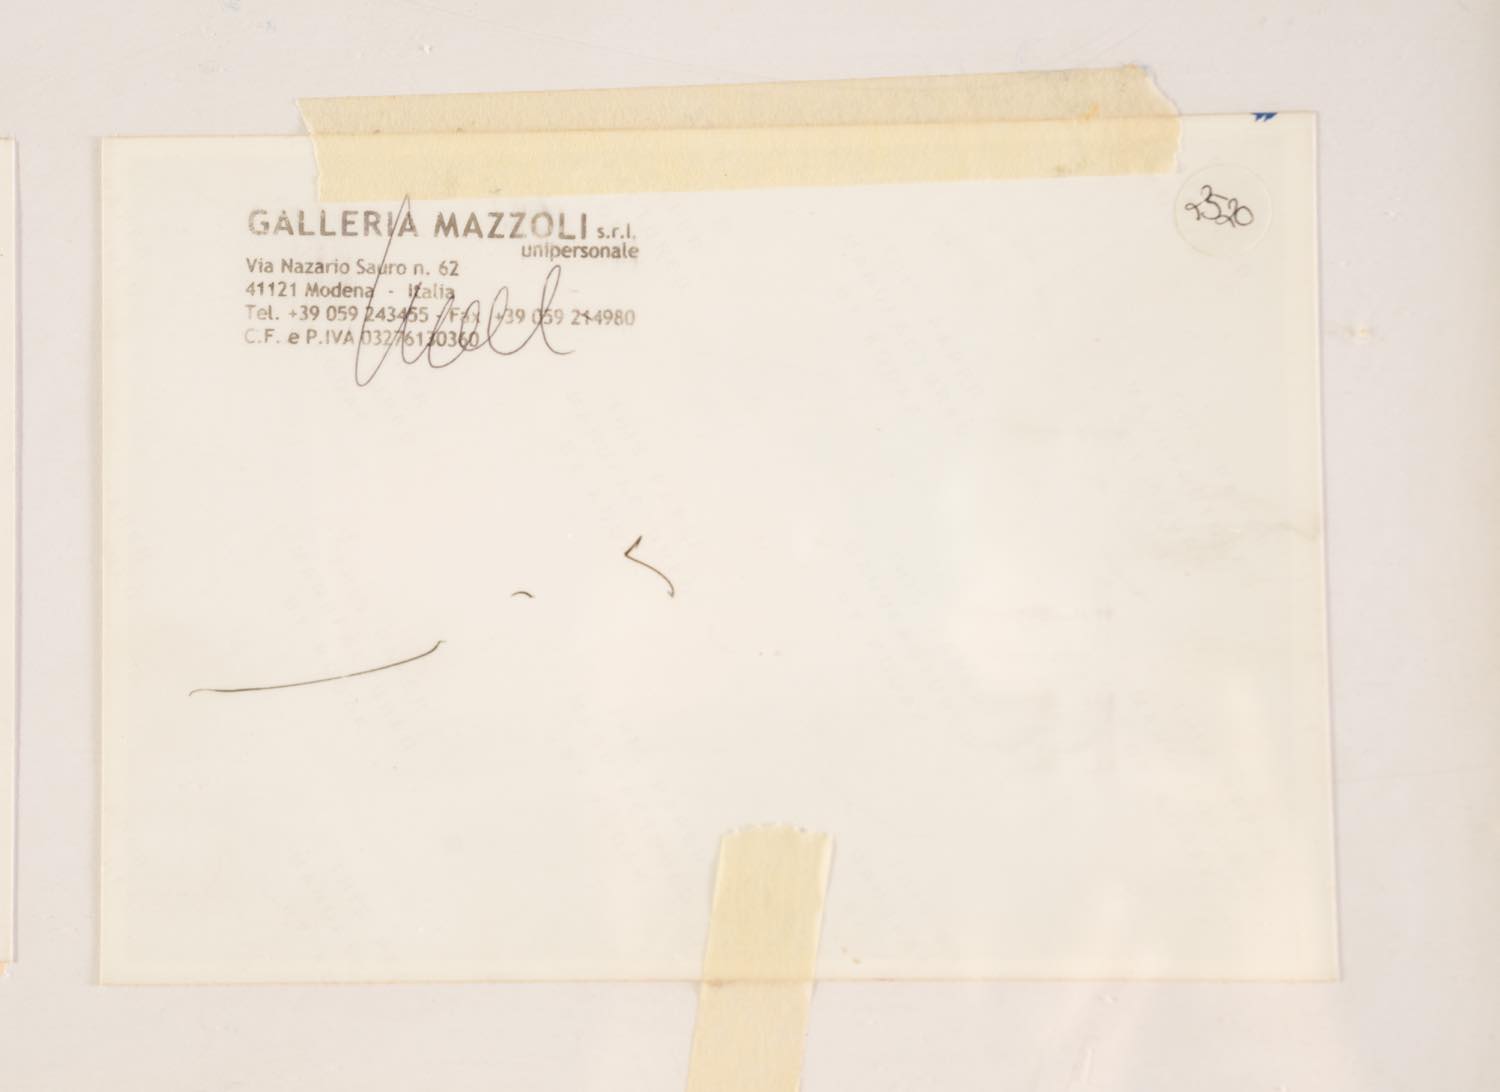 GALLERIA MAZZOLI s.r.l.
unipersonale
Via Nazario Sauro n. 62
41121 Modena - Italia
Tel. +39 059 243455 - Fax +39 059 214980
C.F. e P.IVA 03276130360
2520